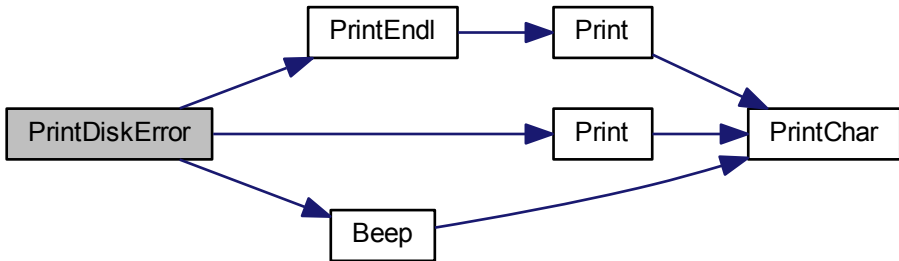 PrintEndl
Print
PrintDiskError
Print
PrintChar
Beep